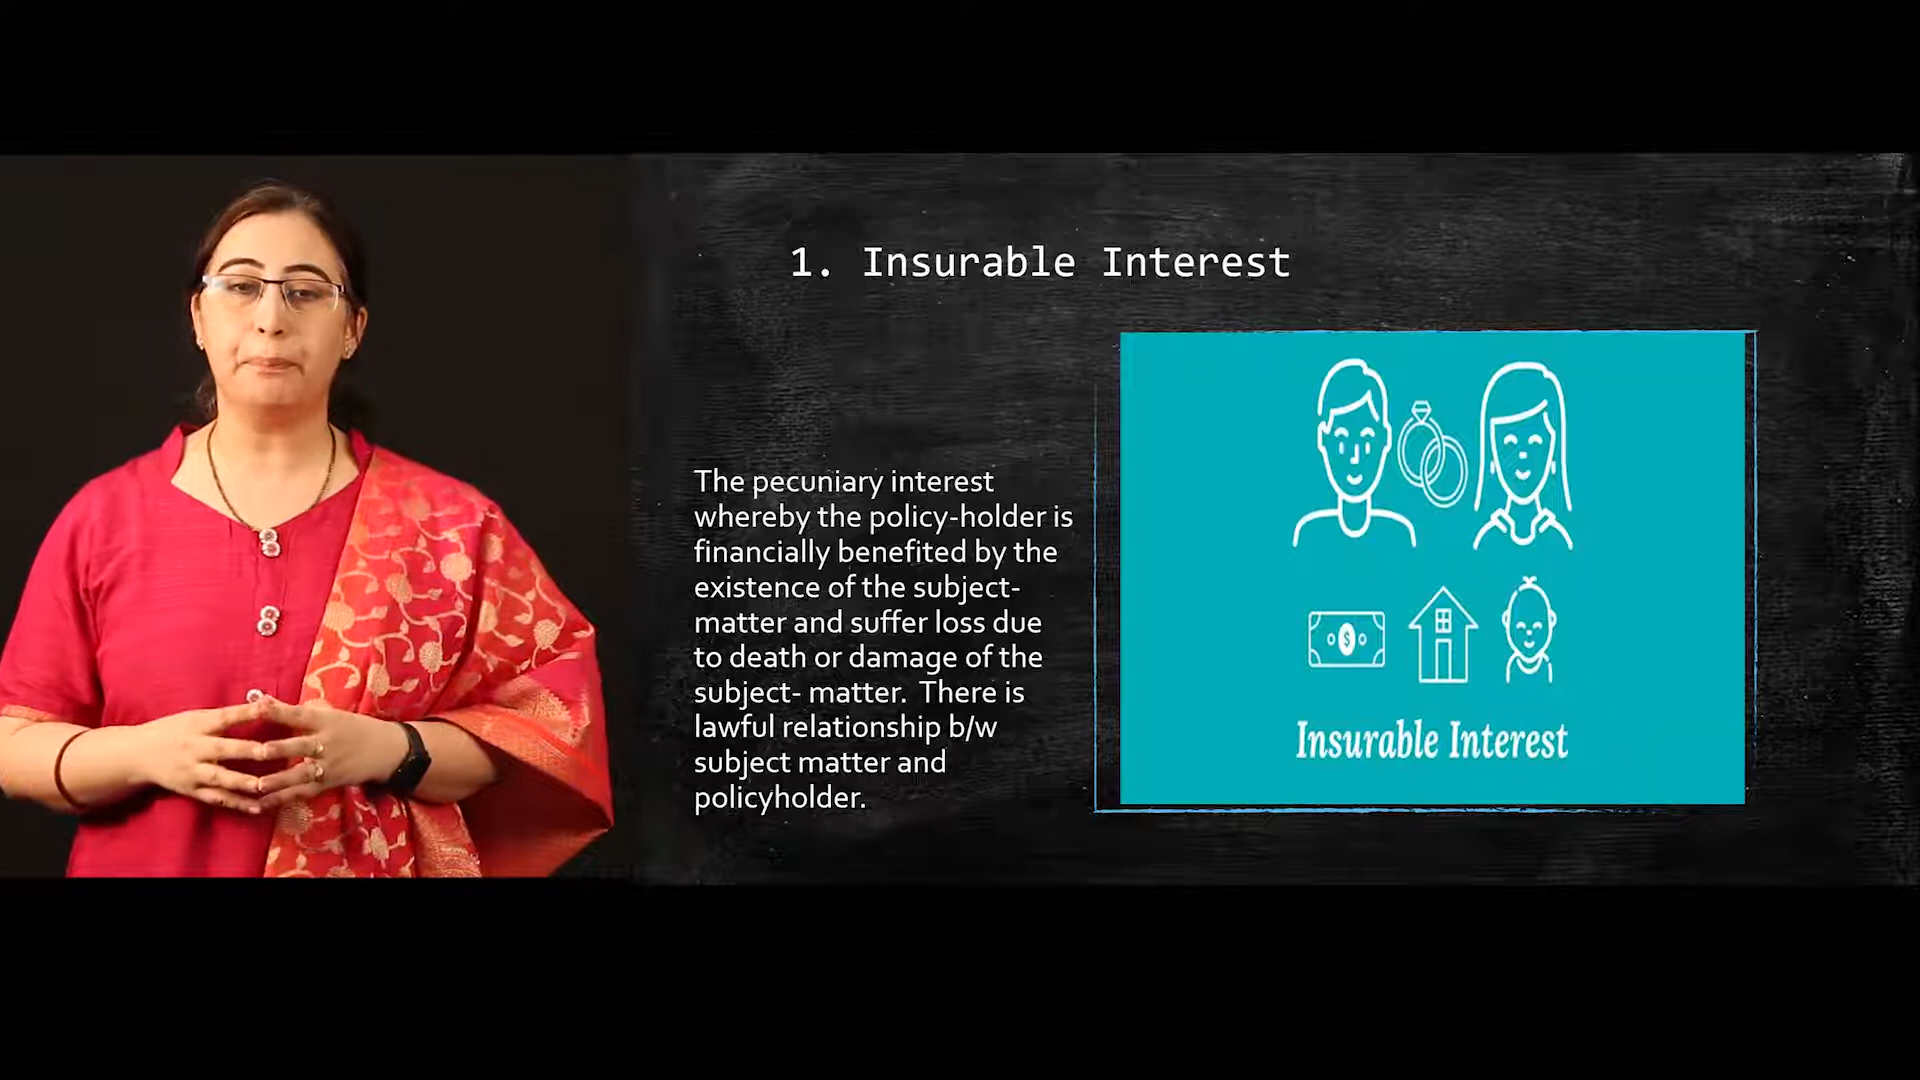 1. Insurable Interest
The pecuniary interest
whereby the policy-holder is
financially benefited by the
existence of the subject-
matter and suffer loss due
to death or damage of the
subject- matter.  There is
lawful relationship b/w
subject matter and
policyholder.
$
Insurable Interest